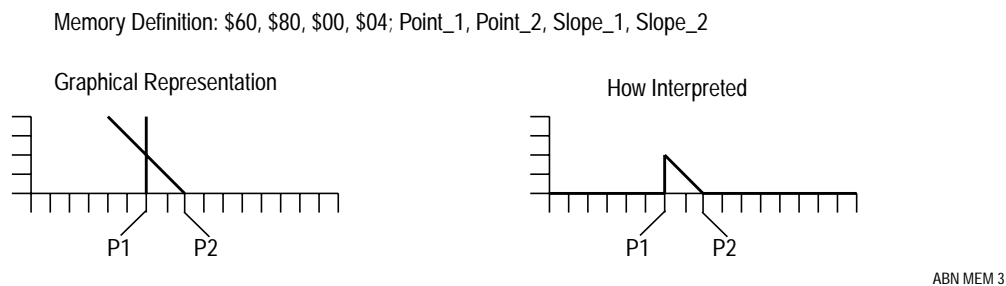 Memory Definition: $60, $80, $00, $04; Point_1, Point_2, Slope_1, Slope_2
Graphical Representation
How Interpreted
P1 P2
P1 P2
ABN MEM 3